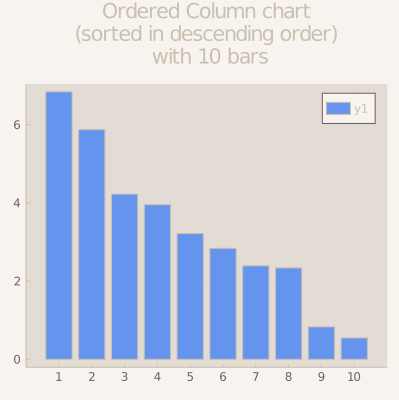 Ordered Column chart
(sorted in descending order)
with 10 bars
y1
6
4
2
0
1 2 3 4 5 6 7 8 9 10